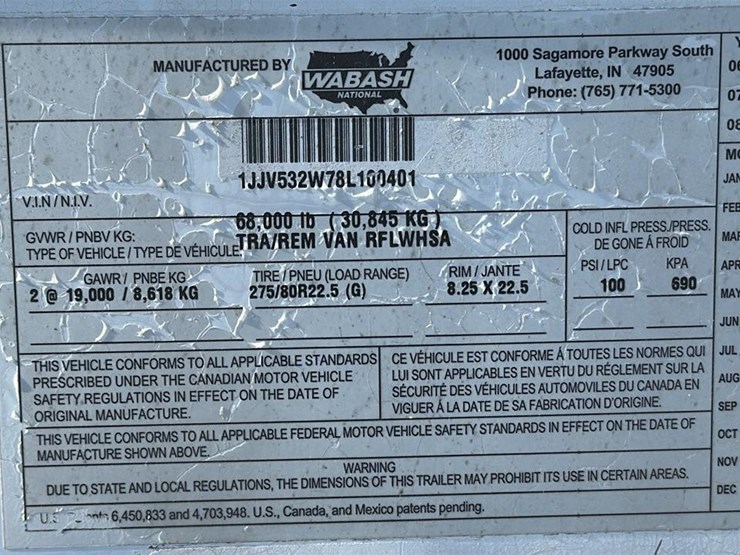 MANUFACTURED BY
WABASH
NATIONAL
1000 Sagamore Parkway South
Lafayette, IN 47905
Phone: (765) 771-5300
1JJV532W78L100401
V.I.N / N.I.V.
GVWR / PNBV KG: 68,000 lb ( 30,845 KG )
TYPE OF VEHICLE / TYPE DE VÉHICULE: TRA/REM VAN RFLWHSA
COLD INFL PRESS./PRESS.
DE GONE Á FROID
GAWR / PNBE KG TIRE / PNEU (LOAD RANGE) RIM / JANTE PSI / LPC KPA
2 @ 19,000 / 8,618 KG 275/80R22.5 (G) 8.25 X 22.5 100 690
THIS VEHICLE CONFORMS TO ALL APPLICABLE STANDARDS
PRESCRIBED UNDER THE CANADIAN MOTOR VEHICLE
SAFETY REGULATIONS IN EFFECT ON THE DATE OF
ORIGINAL MANUFACTURE.
CE VÉHICULE EST CONFORME Á TOUTES LES NORMES QUI
LUI SONT APPLICABLES EN VERTU DU RÉGLEMENT SUR LA
SÉCURITÉ DES VÉHICULES AUTOMOVILES DU CANADA EN
VIGUER Á LA DATE DE SA FABRICATION D'ORIGINE.
THIS VEHICLE CONFORMS TO ALL APPLICABLE FEDERAL MOTOR VEHICLE SAFETY STANDARDS IN EFFECT ON THE DATE OF
MANUFACTURE SHOWN ABOVE.
WARNING
DUE TO STATE AND LOCAL REGULATIONS, THE DIMENSIONS OF THIS TRAILER MAY PROHIBIT ITS USE IN CERTAIN AREAS.
6,450,833 and 4,703,948. U.S., Canada, and Mexico patents pending.
JAN
FEB
MAR
APR
MAY
JUN
JUL
AUG
SEP
OCT
NOV
DEC